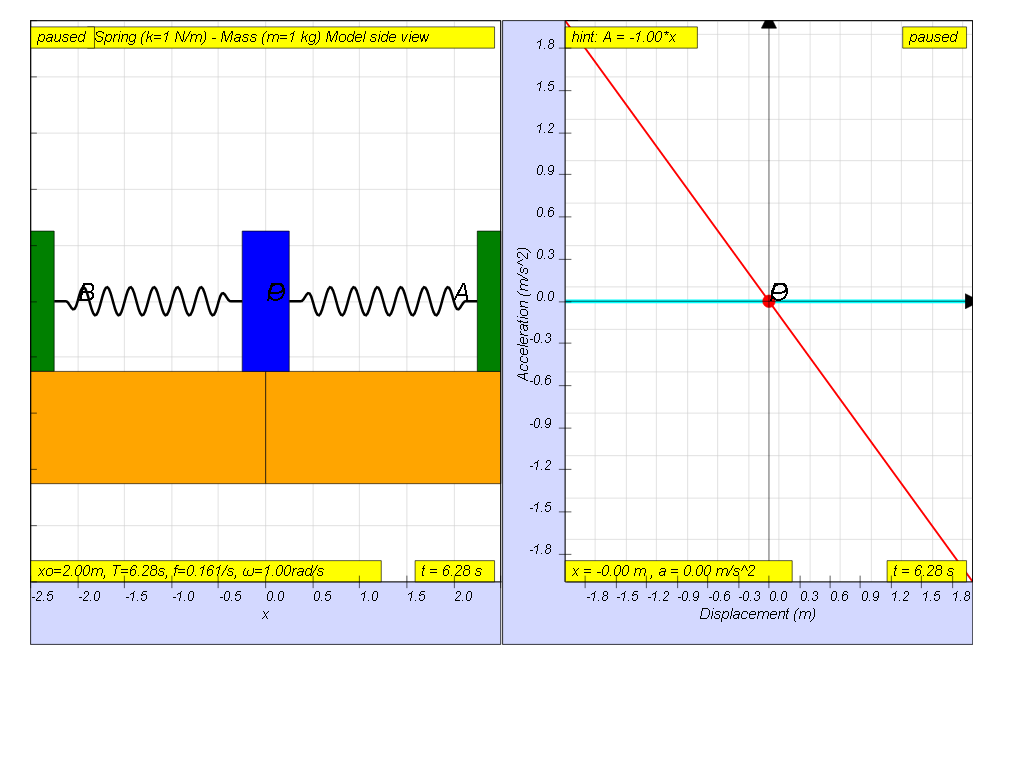 paused
Spring (k=1 N/m) - Mass (m=1 kg) Model side view
B
A
xo=2.00m, T=6.28s, f=0.161/s, ω=1.00rad/s
t = 6.28 s
-2.5 -2.0 -1.5 -1.0 -0.5 0.0 0.5 1.0 1.5 2.0
x
hint: A = -1.00*x
paused
1.8
1.5
1.2
0.9
0.6
0.3
0.0
-0.3
-0.6
-0.9
-1.2
-1.5
-1.8
Acceleration (m/s^2)
x = -0.00 m , a = 0.00 m/s^2
t = 6.28 s
-1.8 -1.5 -1.2 -0.9 -0.6 -0.3 0.0 0.3 0.6 0.9 1.2 1.5 1.8
Displacement (m)